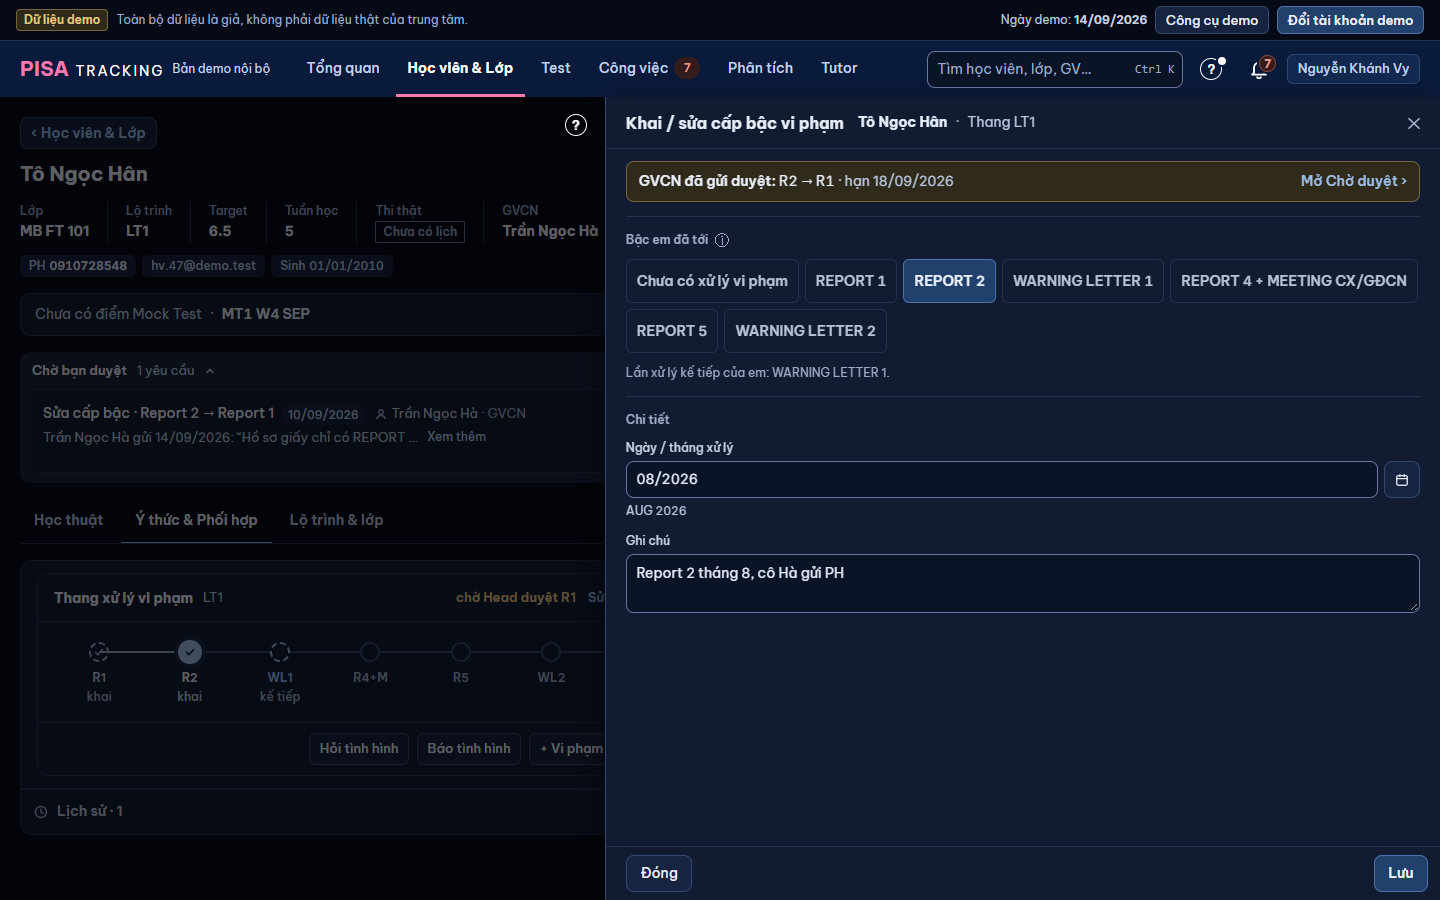 Dữ liệu demo Toàn bộ dữ liệu là giả, không phải dữ liệu thật của trung tâm. Ngày demo: 14/09/2026 Công cụ demo Đổi tài khoản demo
PISA TRACKING Bản demo nội bộ Tổng quan Học viên & Lớp Test Công việc 7 Phân tích Tutor Tìm học viên, lớp, GV... Ctrl K ? 7 Nguyễn Khánh Vy
‹ Học viên & Lớp ?
Tô Ngọc Hân
Lớp Lộ trình Target Tuần học Thi thật GVCN
MB FT 101 LT1 6.5 5 Chưa có lịch Trần Ngọc Hà
PH 0910728548 hv.47@demo.test Sinh 01/01/2010
Chưa có điểm Mock Test · MT1 W4 SEP
Chờ bạn duyệt 1 yêu cầu
Sửa cấp bậc · Report 2 → Report 1 10/09/2026 Trần Ngọc Hà · GVCN
Trần Ngọc Hà gửi 14/09/2026: "Hồ sơ giấy chỉ có REPORT ... Xem thêm
Học thuật Ý thức & Phối hợp Lộ trình & lớp
Thang xử lý vi phạm LT1 chờ Head duyệt R1 Sử
R1 R2 WL1 R4+M R5 WL2
khai khai kế tiếp
Hỏi tình hình Báo tình hình + Vi phạm
Lịch sử · 1
Khai / sửa cấp bậc vi phạm Tô Ngọc Hân · Thang LT1
GVCN đã gửi duyệt: R2 → R1 · hạn 18/09/2026 Mở Chờ duyệt ›
Bậc em đã tới
Chưa có xử lý vi phạm REPORT 1 REPORT 2 WARNING LETTER 1 REPORT 4 + MEETING CX/GĐCN
REPORT 5 WARNING LETTER 2
Lần xử lý kế tiếp của em: WARNING LETTER 1.
Chi tiết
Ngày / tháng xử lý
08/2026
AUG 2026
Ghi chú
Report 2 tháng 8, cô Hà gửi PH
Đóng Lưu